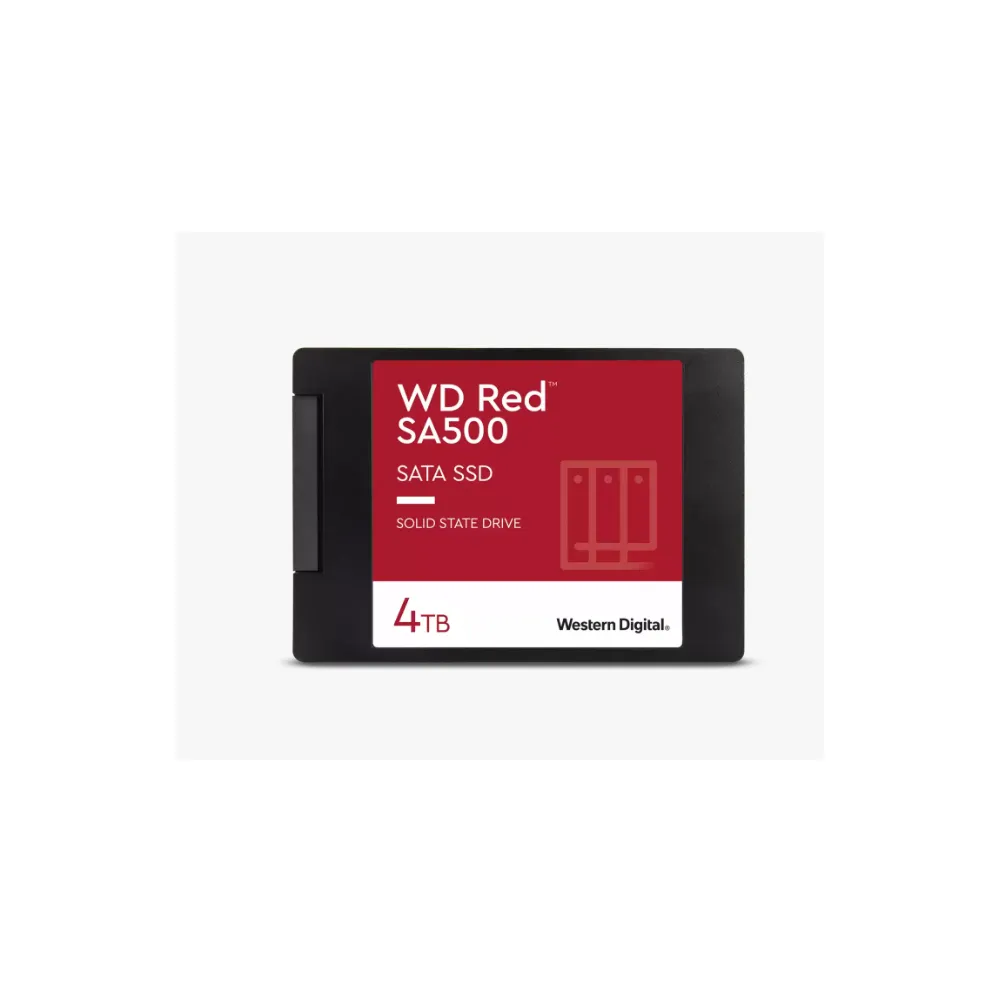 WD Red™
SA500
SATA SSD
SOLID STATE DRIVE
4TB
Western Digital®